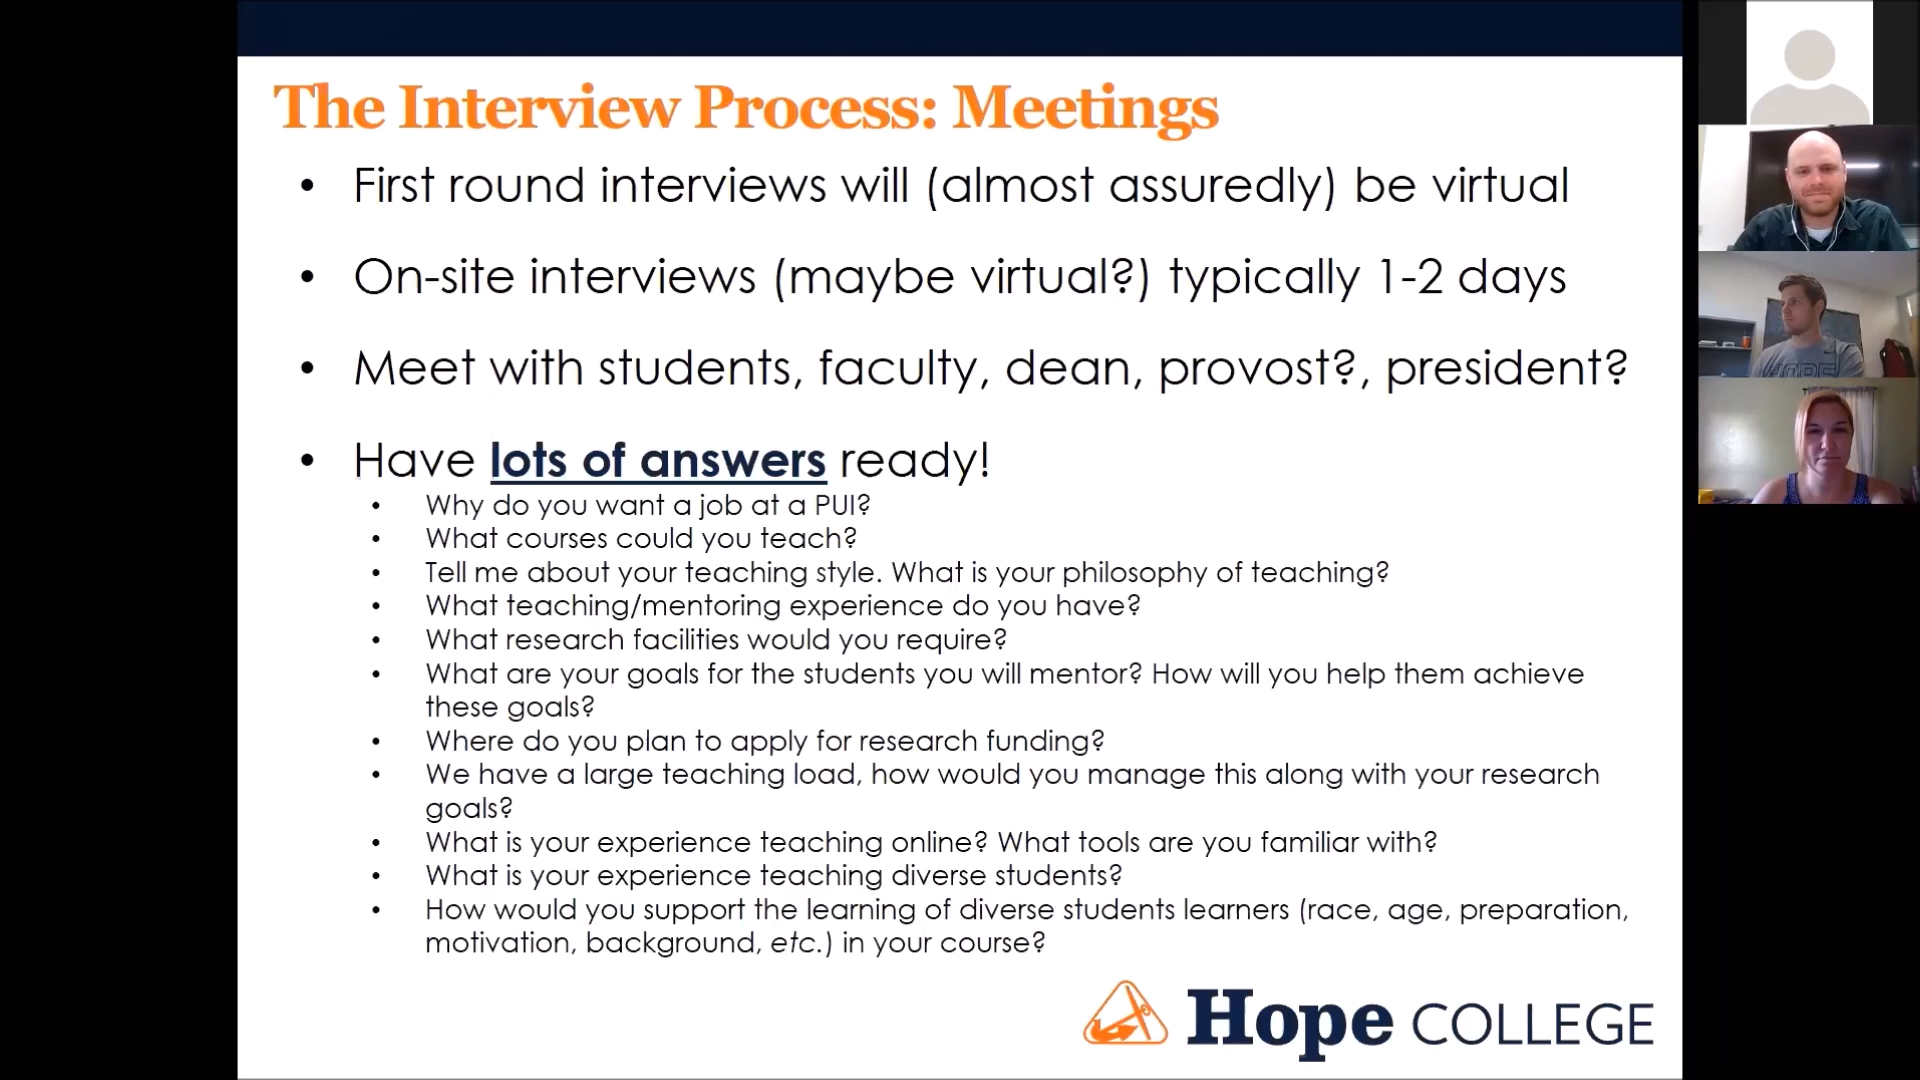 The Interview Process: Meetings
• First round interviews will (almost assuredly) be virtual
• On-site interviews (maybe virtual?) typically 1-2 days
• Meet with students, faculty, dean, provost?, president?
• Have lots of answers ready!
• Why do you want a job at a PUI?
• What courses could you teach?
• Tell me about your teaching style. What is your philosophy of teaching?
• What teaching/mentoring experience do you have?
• What research facilities would you require?
• What are your goals for the students you will mentor? How will you help them achieve
these goals?
• Where do you plan to apply for research funding?
• We have a large teaching load, how would you manage this along with your research
goals?
• What is your experience teaching online? What tools are you familiar with?
• What is your experience teaching diverse students?
• How would you support the learning of diverse students learners (race, age, preparation,
motivation, background, etc.) in your course?
Hope COLLEGE
HOPE